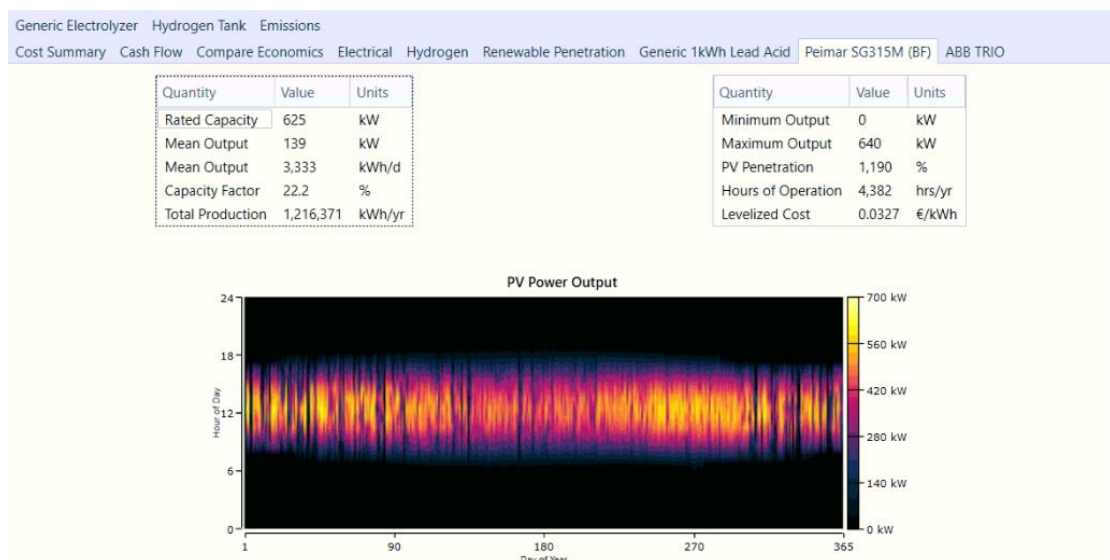 Generic Electrolyzer Hydrogen Tank Emissions
Cost Summary Cash Flow Compare Economics Electrical Hydrogen Renewable Penetration Generic 1kWh Lead Acid Peimar SG315M (BF) ABB TRIO
Quantity Value Units
Rated Capacity 625 kW
Mean Output 139 kW
Mean Output 3,333 kWh/d
Capacity Factor 22.2 %
Total Production 1,216,371 kWh/yr
Quantity Value Units
Minimum Output 0 kW
Maximum Output 640 kW
PV Penetration 1,190 %
Hours of Operation 4,382 hrs/yr
Levelized Cost 0.0327 €/kWh
PV Power Output
24
18
12
6
0
Hour of Day
1 90 180 270 365
Day of Year
700 kW
560 kW
420 kW
280 kW
140 kW
0 kW